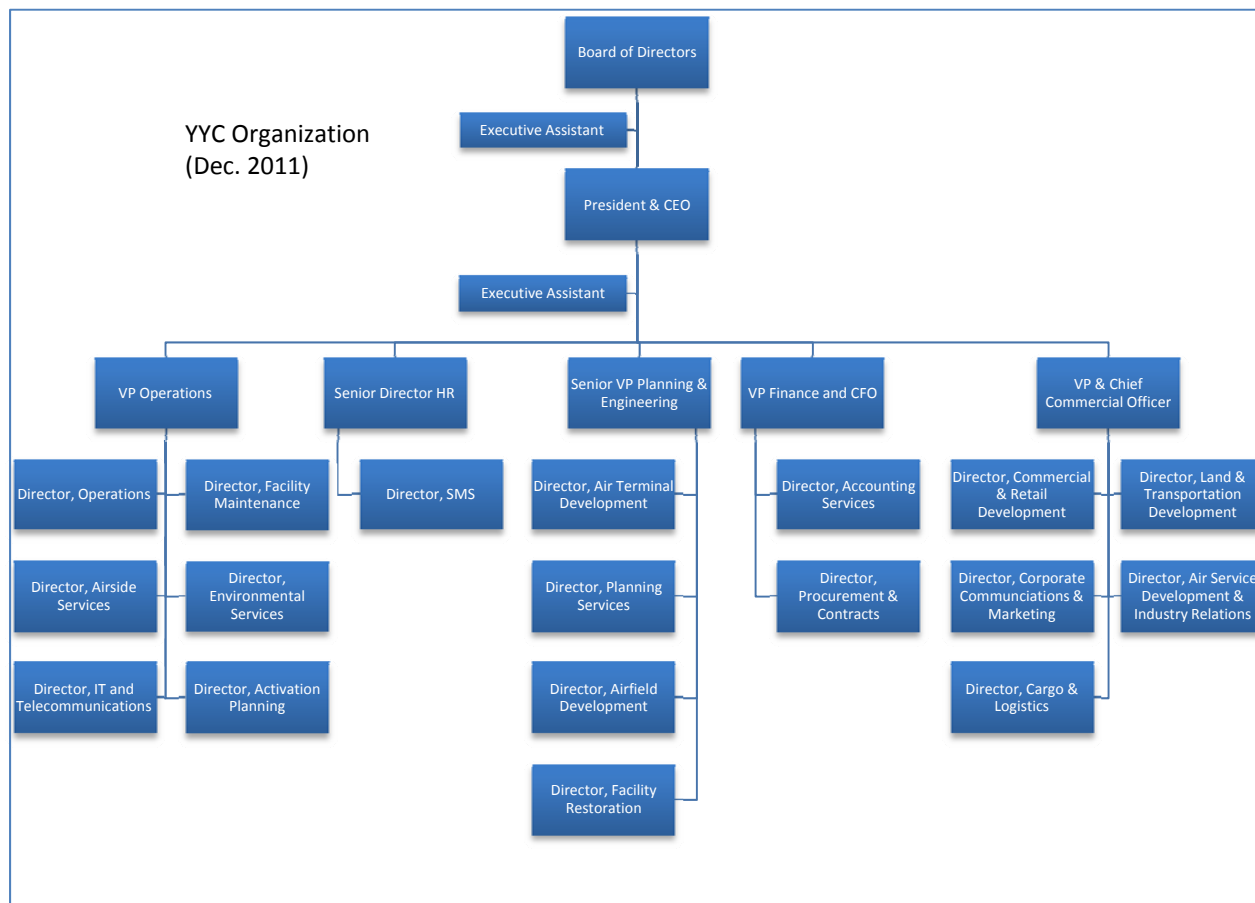 Board of Directors
YYC Organization
(Dec. 2011)
Executive Assistant
President & CEO
Executive Assistant
VP Operations
Senior Director HR
Senior VP Planning &
Engineering
VP Finance and CFO
VP & Chief
Commercial Officer
Director, Operations
Director, Facility
Maintenance
Director, SMS
Director, Air Terminal
Development
Director, Accounting
Services
Director, Commercial
& Retail
Development
Director, Land &
Transportation
Development
Director, Airside
Services
Director,
Environmental
Services
Director, Planning
Services
Director,
Procurement &
Contracts
Director, Corporate
Communciations &
Marketing
Director, Air Service
Development &
Industry Relations
Director, IT and
Telecommunications
Director, Activation
Planning
Director, Airfield
Development
Director, Cargo &
Logistics
Director, Facility
Restoration